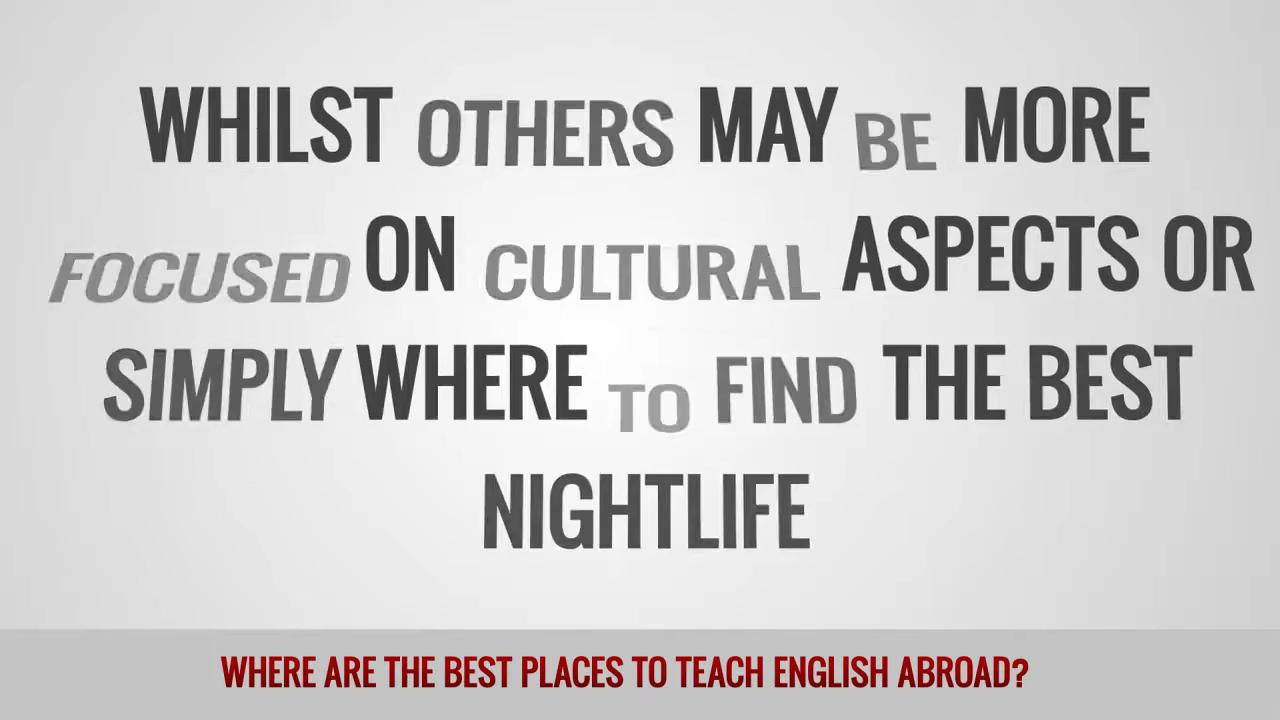 WHILST OTHERS MAY BE MORE
FOCUSED ON CULTURAL ASPECTS OR
SIMPLY WHERE TO FIND THE BEST
NIGHTLIFE
WHERE ARE THE BEST PLACES TO TEACH ENGLISH ABROAD?